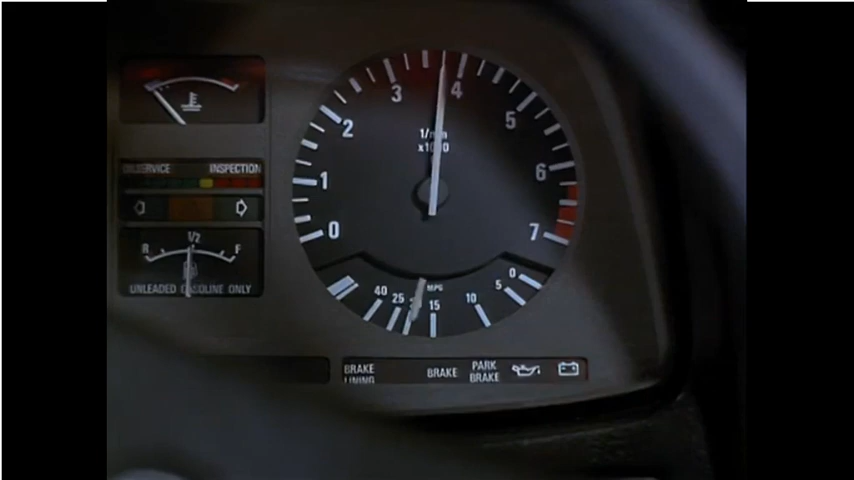 INSPECTION
R 1/2 F
UNLEADED GASOLINE ONLY
0 1 2 3 4 5 6 7
1/min
x1000
40 25 15 10 5 0
MPG
BRAKE
LINING
BRAKE
PARK
BRAKE